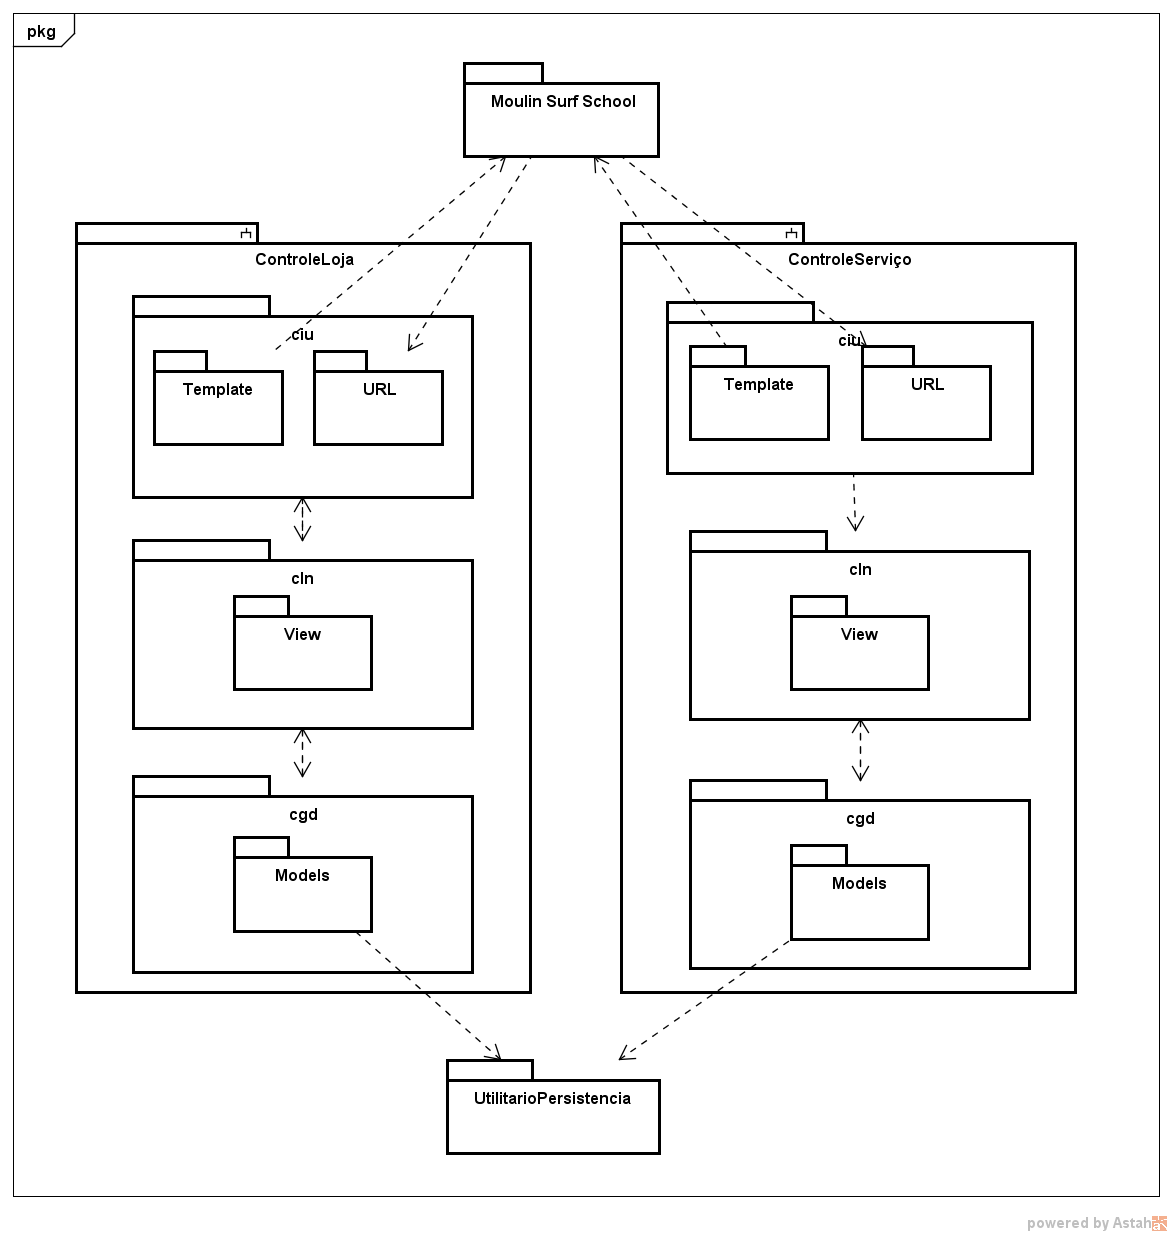 pkg
Moulin Surf School
ControleLoja
ControleServiço
ciu
ciu
Template
URL
Template
URL
cln
cln
View
View
cgd
cgd
Models
Models
UtilitarioPersistencia
powered by Astah